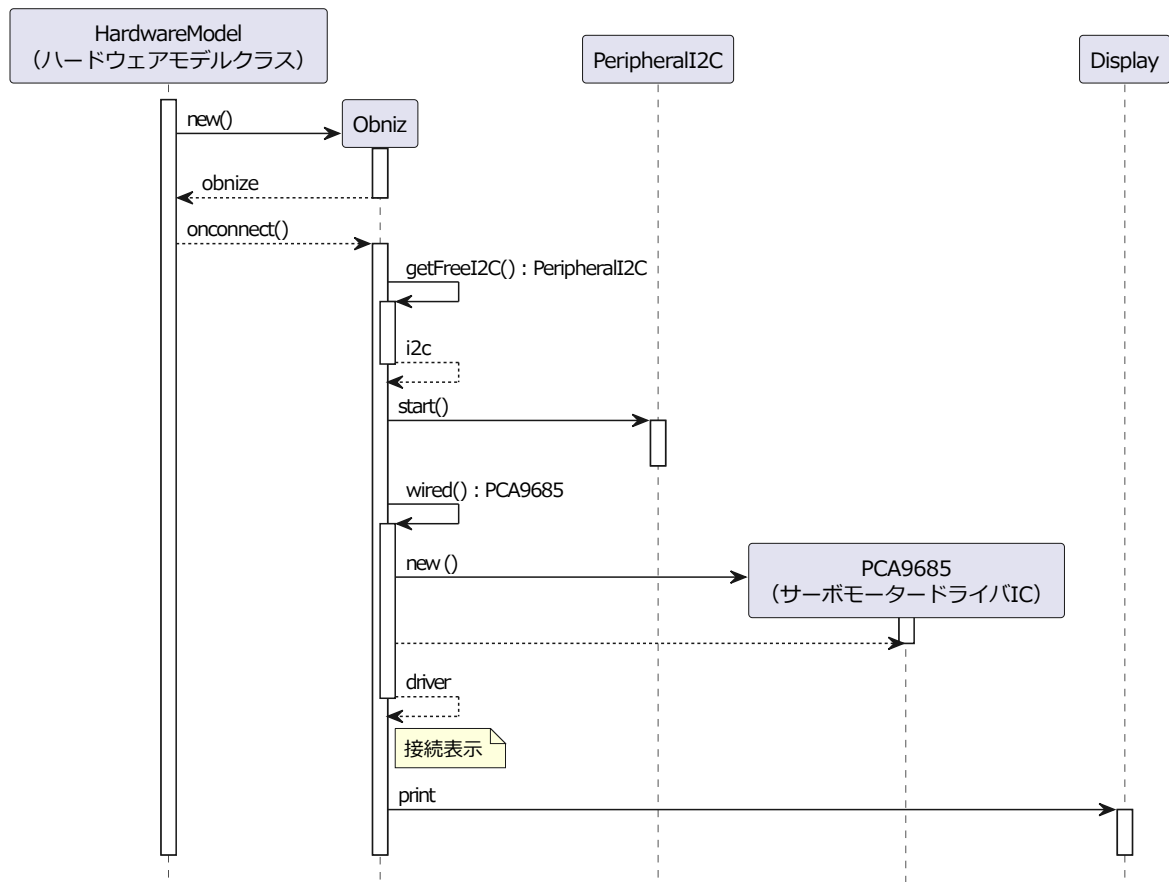 HardwareModel
（ハードウェアモデルクラス）
PeripheralI2C
Display
new()
Obniz
obnize
onconnect()
getFreeI2C() : PeripheralI2C
i2c
start()
wired() : PCA9685
new ()
PCA9685
（サーボモータードライバIC）
driver
接続表示
print